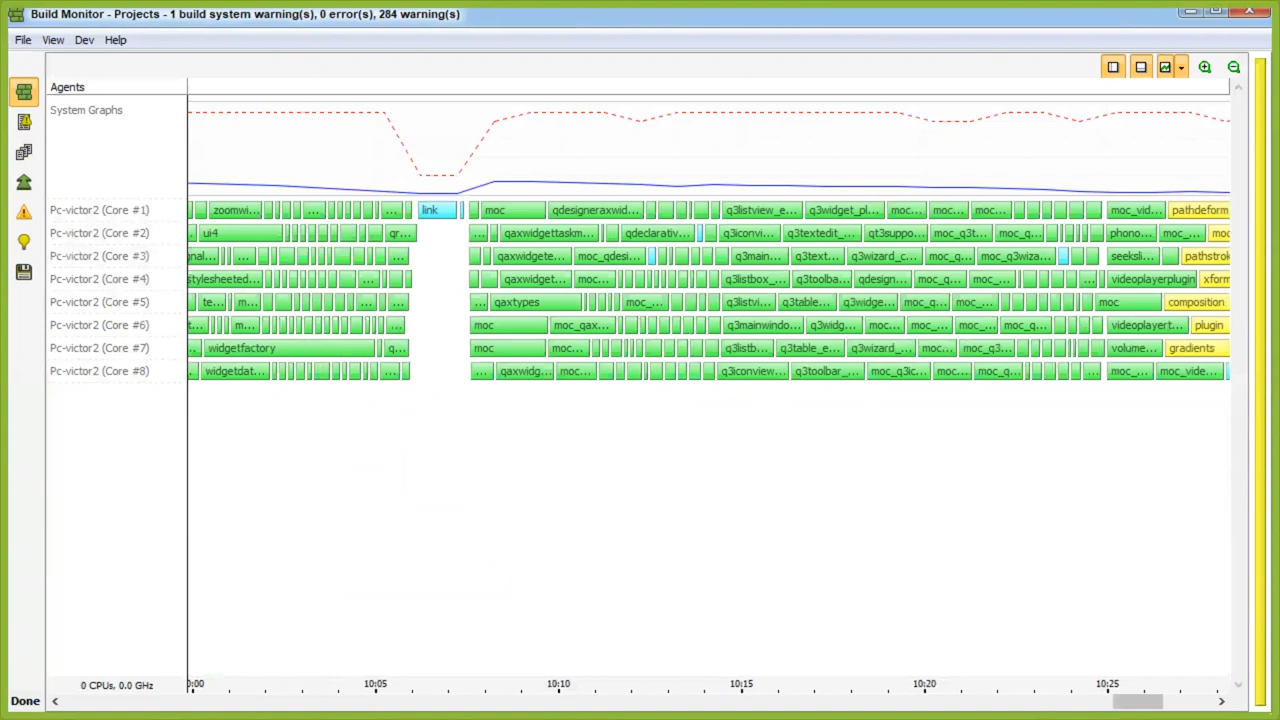 Build Monitor - Projects - 1 build system warning(s), 0 error(s), 284 warning(s)
File View Dev Help
Agents
System Graphs
Pc-victor2 (Core #1) zoomwi... ... ... link moc qdesigneraxwid... q3listview_e... q3widget_pl... moc... moc... moc... moc_vid... pathdeform
Pc-victor2 (Core #2) . ui4 qr... ... qaxwidgettaskm... qdeclarativ... q3iconvi... q3textedit_... qt3suppo... moc_q3t... moc_q... phono... moc_... moc
Pc-victor2 (Core #3) gnal... ... ... qaxwidgete... moc_qdesi... q3main... q3text... q3wizard_c... moc_q... moc_q3wiza... seeksli... pathstrok
Pc-victor2 (Core #4) stylesheeted... ... qaxwidget... moc... q3listbox_... q3toolba... qdesign... moc_q... moc_... ... videoplayerplugin xform
Pc-victor2 (Core #5) te... m... ... ... ... qaxtypes moc_... q3listvi... q3table... q3widge... moc_q... moc_... moc composition
Pc-victor2 (Core #6) t... m... ... moc moc_qax... q3mainwindo... q3widg... moc... moc_... moc_... moc_q... videoplayert... plugin
Pc-victor2 (Core #7) ... widgetfactory q... moc moc... q3listb... q3table_e... q3wizard_... moc... moc_q3... ... volume... gradients
Pc-victor2 (Core #8) . widgetdat... ... ... qaxwidg... moc... q3iconview... q3toolbar_... moc_q3ic... moc... moc_q... ... moc_... moc_vide...
0 CPUs, 0.0 GHz :00 10:05 10:10 10:15 10:20 10:25
Done